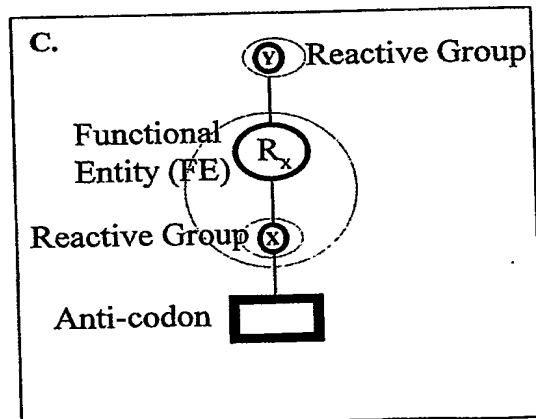 C.
Y Reactive Group
Functional
Entity (FE)
Rx
Reactive Group X
Anti-codon